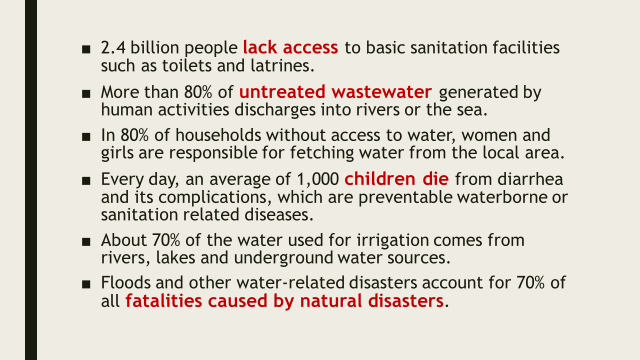 ■ 2.4 billion people lack access to basic sanitation facilities
such as toilets and latrines.
■ More than 80% of untreated wastewater generated by
human activities discharges into rivers or the sea.
■ In 80% of households without access to water, women and
girls are responsible for fetching water from the local area.
■ Every day, an average of 1,000 children die from diarrhea
and its complications, which are preventable waterborne or
sanitation related diseases.
■ About 70% of the water used for irrigation comes from
rivers, lakes and underground water sources.
■ Floods and other water-related disasters account for 70% of
all fatalities caused by natural disasters.